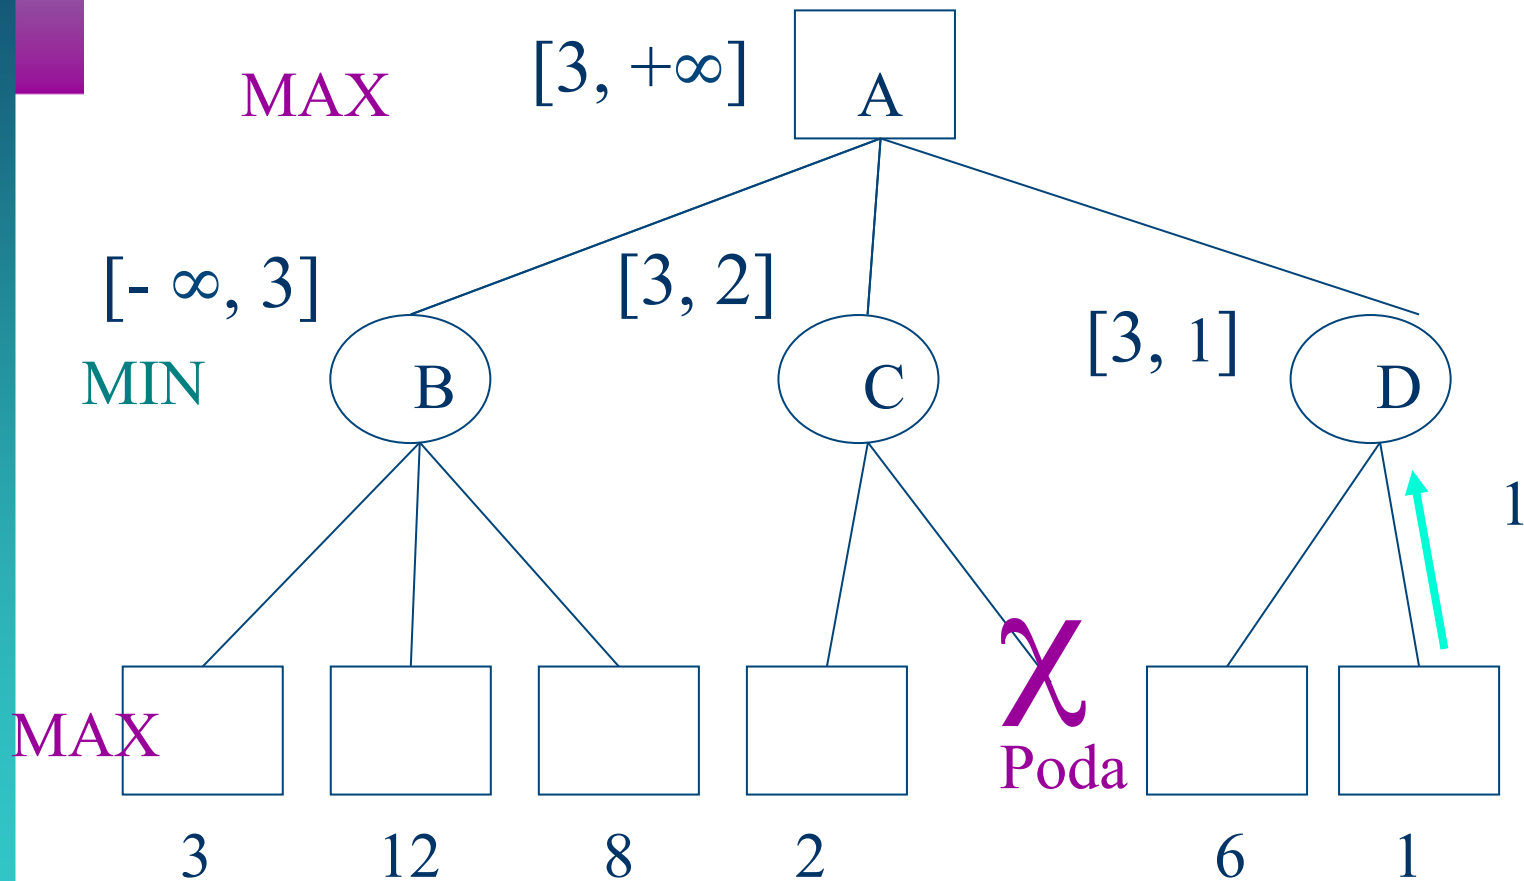 MAX [3, +∞] A
[- ∞, 3] [3, 2] [3, 1]
MIN B C D
1
χ
MAX Poda
3 12 8 2 6 1